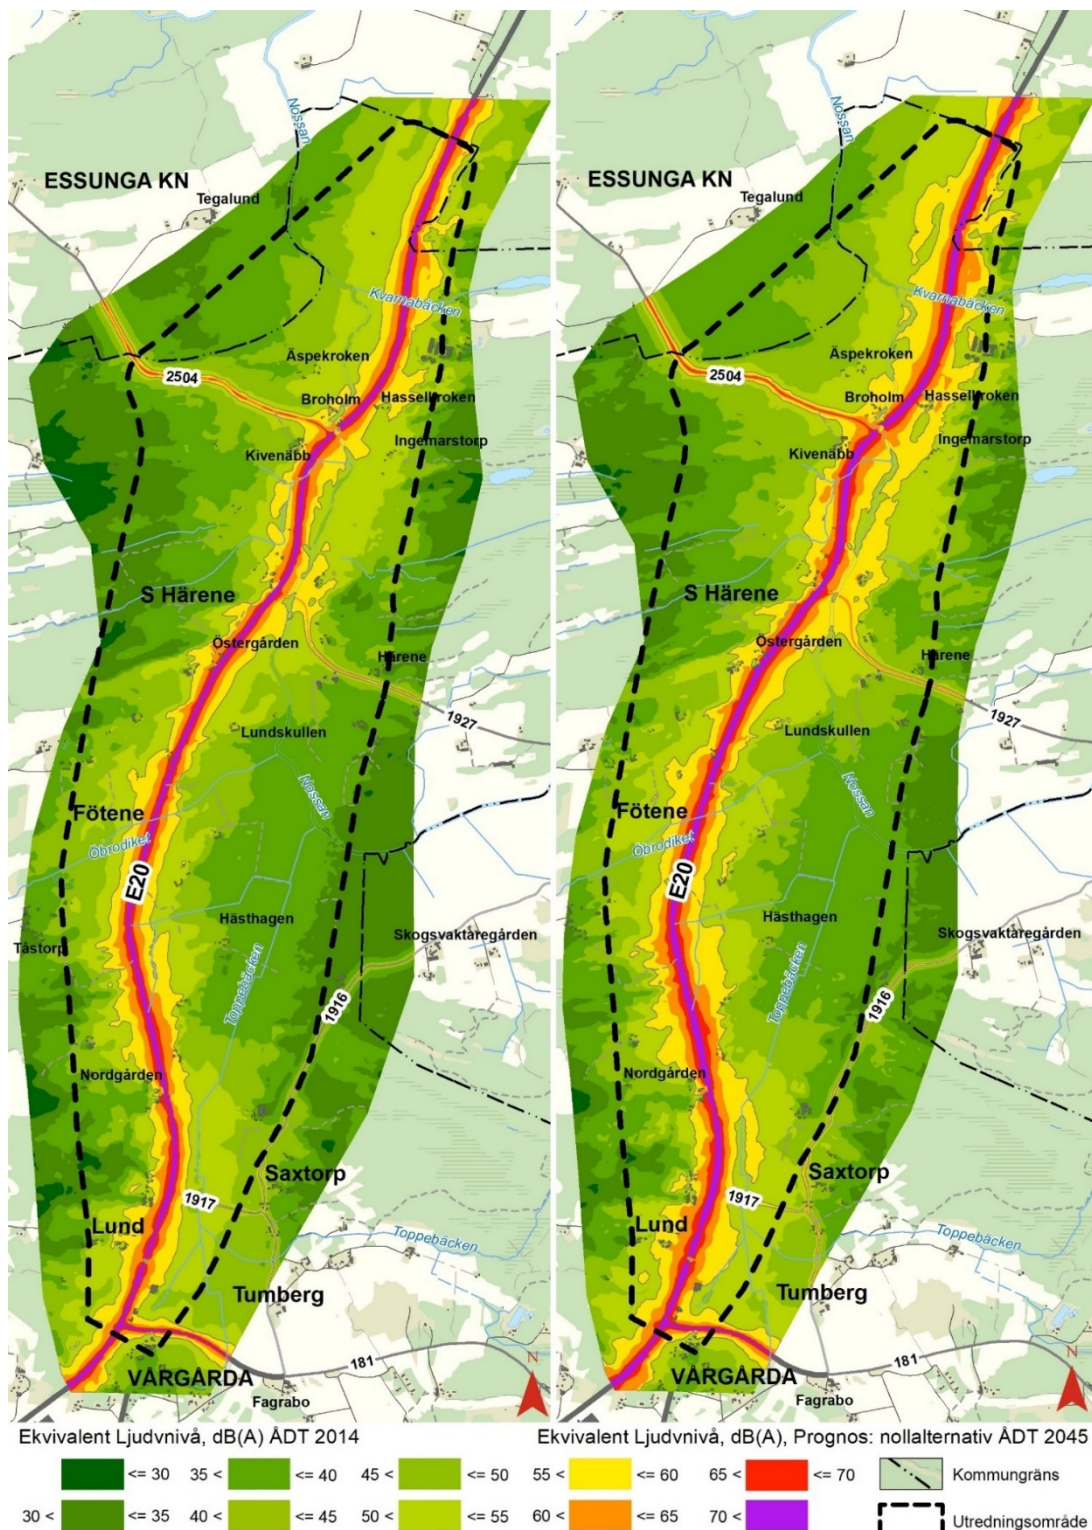 Nossan
ESSUNGA KN
Tegalund
Kvarnabäcken
Äspekroken
2504
Broholm
Hasselbroken
Ingemarstorp
Kivenäbb
S Härene
Östergården
Härene
1927
Lundskullen
Nossan
Fötene
Öbrodiket
E20
Hästhagen
Tåstorp
Skogsvaktaregården
Toppebäcken
1916
Nordgården
Saxtorp
1917
Lund
Toppebäcken
Tumberg
181
VÅRGÅRDA
Fagrabo
N
Nossan
ESSUNGA KN
Tegalund
Kvarnabäcken
Äspekroken
2504
Broholm
Hasselbroken
Ingemarstorp
Kivenäbb
S Härene
Östergården
Härene
1927
Lundskullen
Nossan
Fötene
Öbrodiket
E20
Hästhagen
Skogsvaktaregården
Toppebäcken
1916
Nordgården
Saxtorp
1917
Lund
Toppebäcken
Tumberg
181
VÅRGÅRDA
Fagrabo
N
Ekvivalent Ljudvnivå, dB(A) ÅDT 2014
Ekvivalent Ljudvnivå, dB(A), Prognos: nollalternativ ÅDT 2045
<= 30 35 < <= 40 45 < <= 50 55 < <= 60 65 < <= 70 Kommungräns
30 < <= 35 40 < <= 45 50 < <= 55 60 < <= 65 70 < Utredningsområde